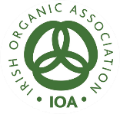 IRISH ORGANIC ASSOCIATION
• IOA •